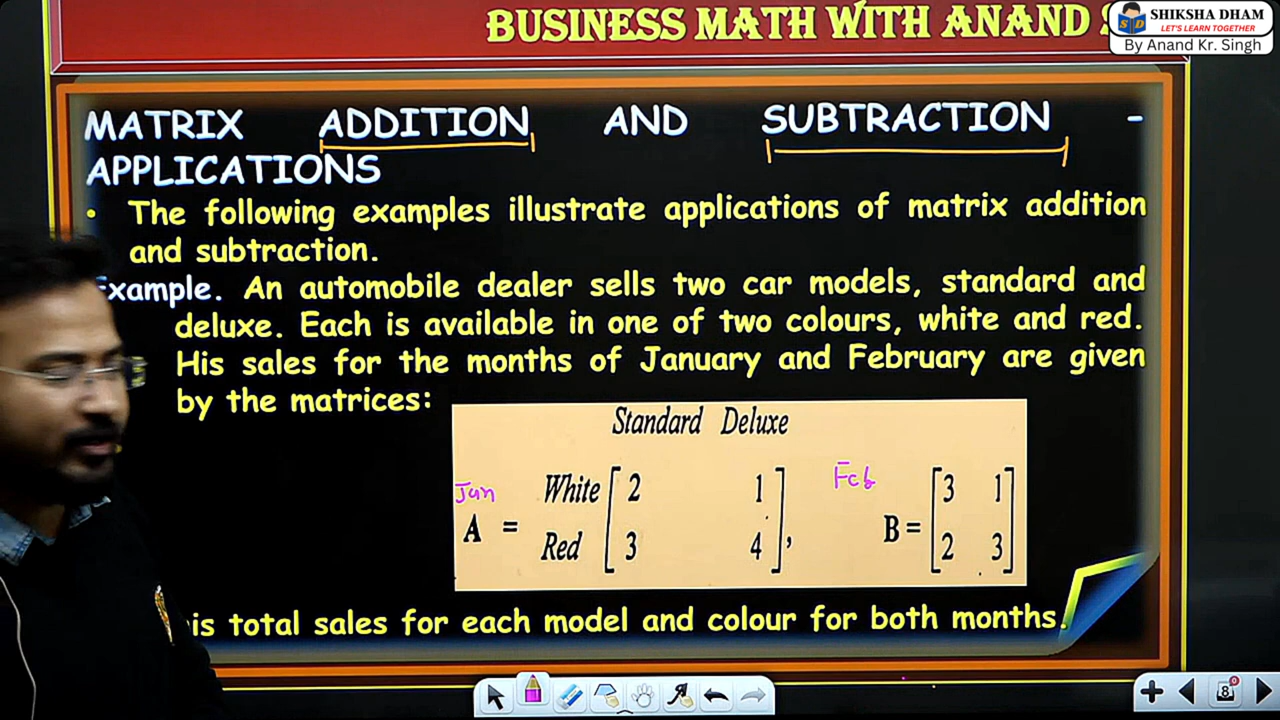 BUSINESS MATH WITH ANAND
SHIKSHA DHAM
LET'S LEARN TOGETHER
By Anand Kr. Singh
MATRIX ADDITION AND SUBTRACTION -
APPLICATIONS
• The following examples illustrate applications of matrix addition
and subtraction.
Example. An automobile dealer sells two car models, standard and
deluxe. Each is available in one of two colours, white and red.
His sales for the months of January and February are given
by the matrices:
Standard Deluxe
Jan White 2 1 Feb 3 1
A = Red 3 4 , B = 2 3
is total sales for each model and colour for both months.
8